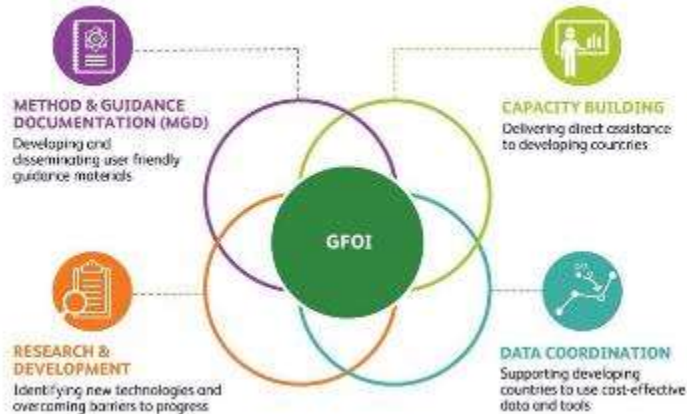 METHOD & GUIDANCE
DOCUMENTATION (MGD)
Developing and
disseminating user friendly
guidance materials
CAPACITY BUILDING
Delivering direct assistance
to developing countries
GFOI
RESEARCH &
DEVELOPMENT
Identifying new technologies and
overcoming barriers to progress
DATA COORDINATION
Supporting developing
countries to use cost-effective
data and tools